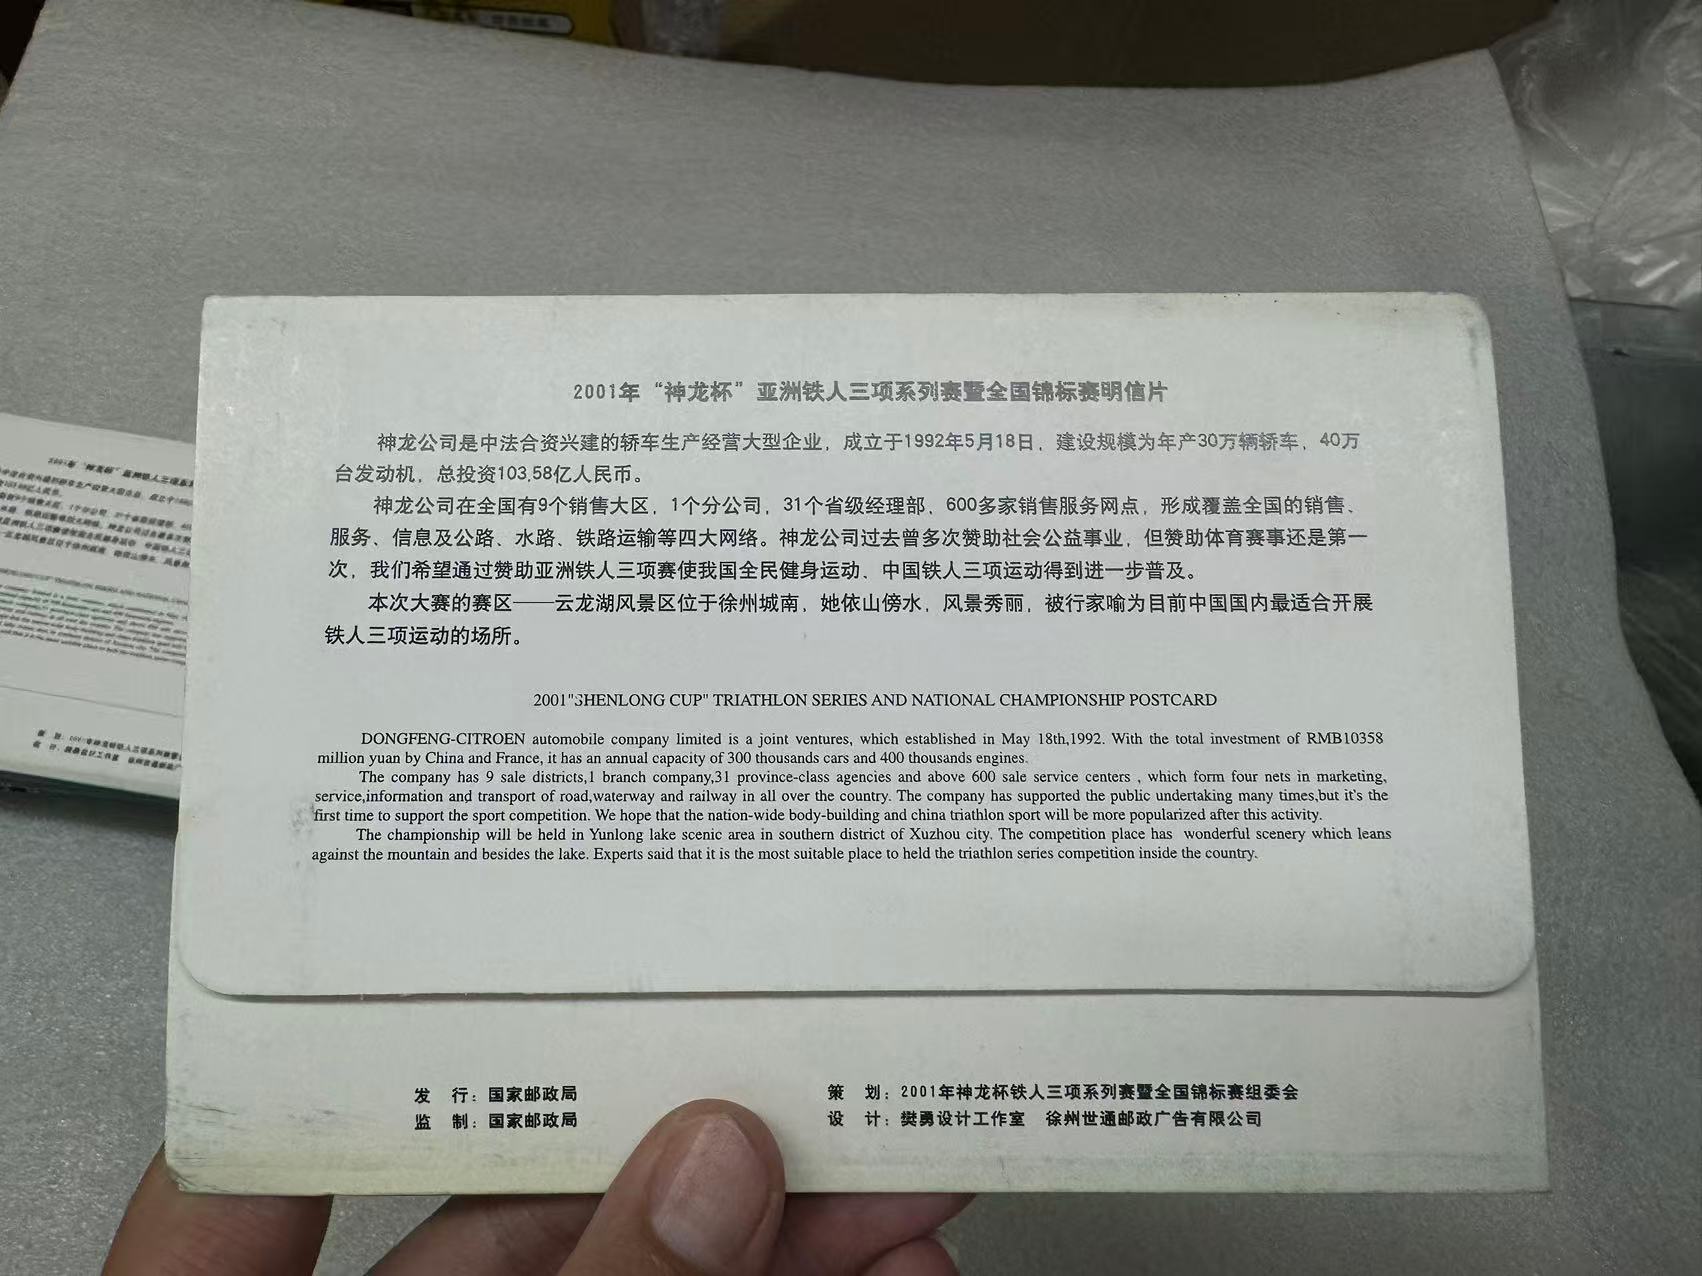 2001年“神龙杯”亚洲铁人三项系列赛暨全国锦标赛明信片
神龙公司是中法合资兴建的轿车生产经营大型企业，成立于1992年5月18日，建设规模为年产30万辆轿车，40万
台发动机，总投资103.58亿人民币。
神龙公司在全国有9个销售大区，1个分公司，31个省级经理部，600多家销售服务网点，形成覆盖全国的销售、
服务、信息及公路、水路、铁路运输等四大网络。神龙公司过去曾多次赞助社会公益事业，但赞助体育赛事还是第一
次，我们希望通过赞助亚洲铁人三项赛使我国全民健身运动、中国铁人三项运动得到进一步普及。
本次大赛的赛区——云龙湖风景区位于徐州城南，她依山傍水，风景秀丽，被行家喻为目前中国国内最适合开展
铁人三项运动的场所。
2001"SHENLONG CUP" TRIATHLON SERIES AND NATIONAL CHAMPIONSHIP POSTCARD
DONGFENG-CITROEN automobile company limited is a joint ventures, which established in May 18th,1992. With the total investment of RMB10358
million yuan by China and France, it has an annual capacity of 300 thousands cars and 400 thousands engines.
The company has 9 sale districts,1 branch company,31 province-class agencies and above 600 sale service centers , which form four nets in marketing,
service,information and transport of road,waterway and railway in all over the country. The company has supported the public undertaking many times,but it's the
first time to support the sport competition. We hope that the nation-wide body-building and china triathlon sport will be more popularized after this activity.
The championship will be held in Yunlong lake scenic area in southern district of Xuzhou city. The competition place has wonderful scenery which leans
against the mountain and besides the lake. Experts said that it is the most suitable place to held the triathlon series competition inside the country.
发 行：国家邮政局
监 制：国家邮政局
策 划：2001年神龙杯铁人三项系列赛暨全国锦标赛组委会
设 计：樊勇设计工作室 徐州世通邮政广告有限公司